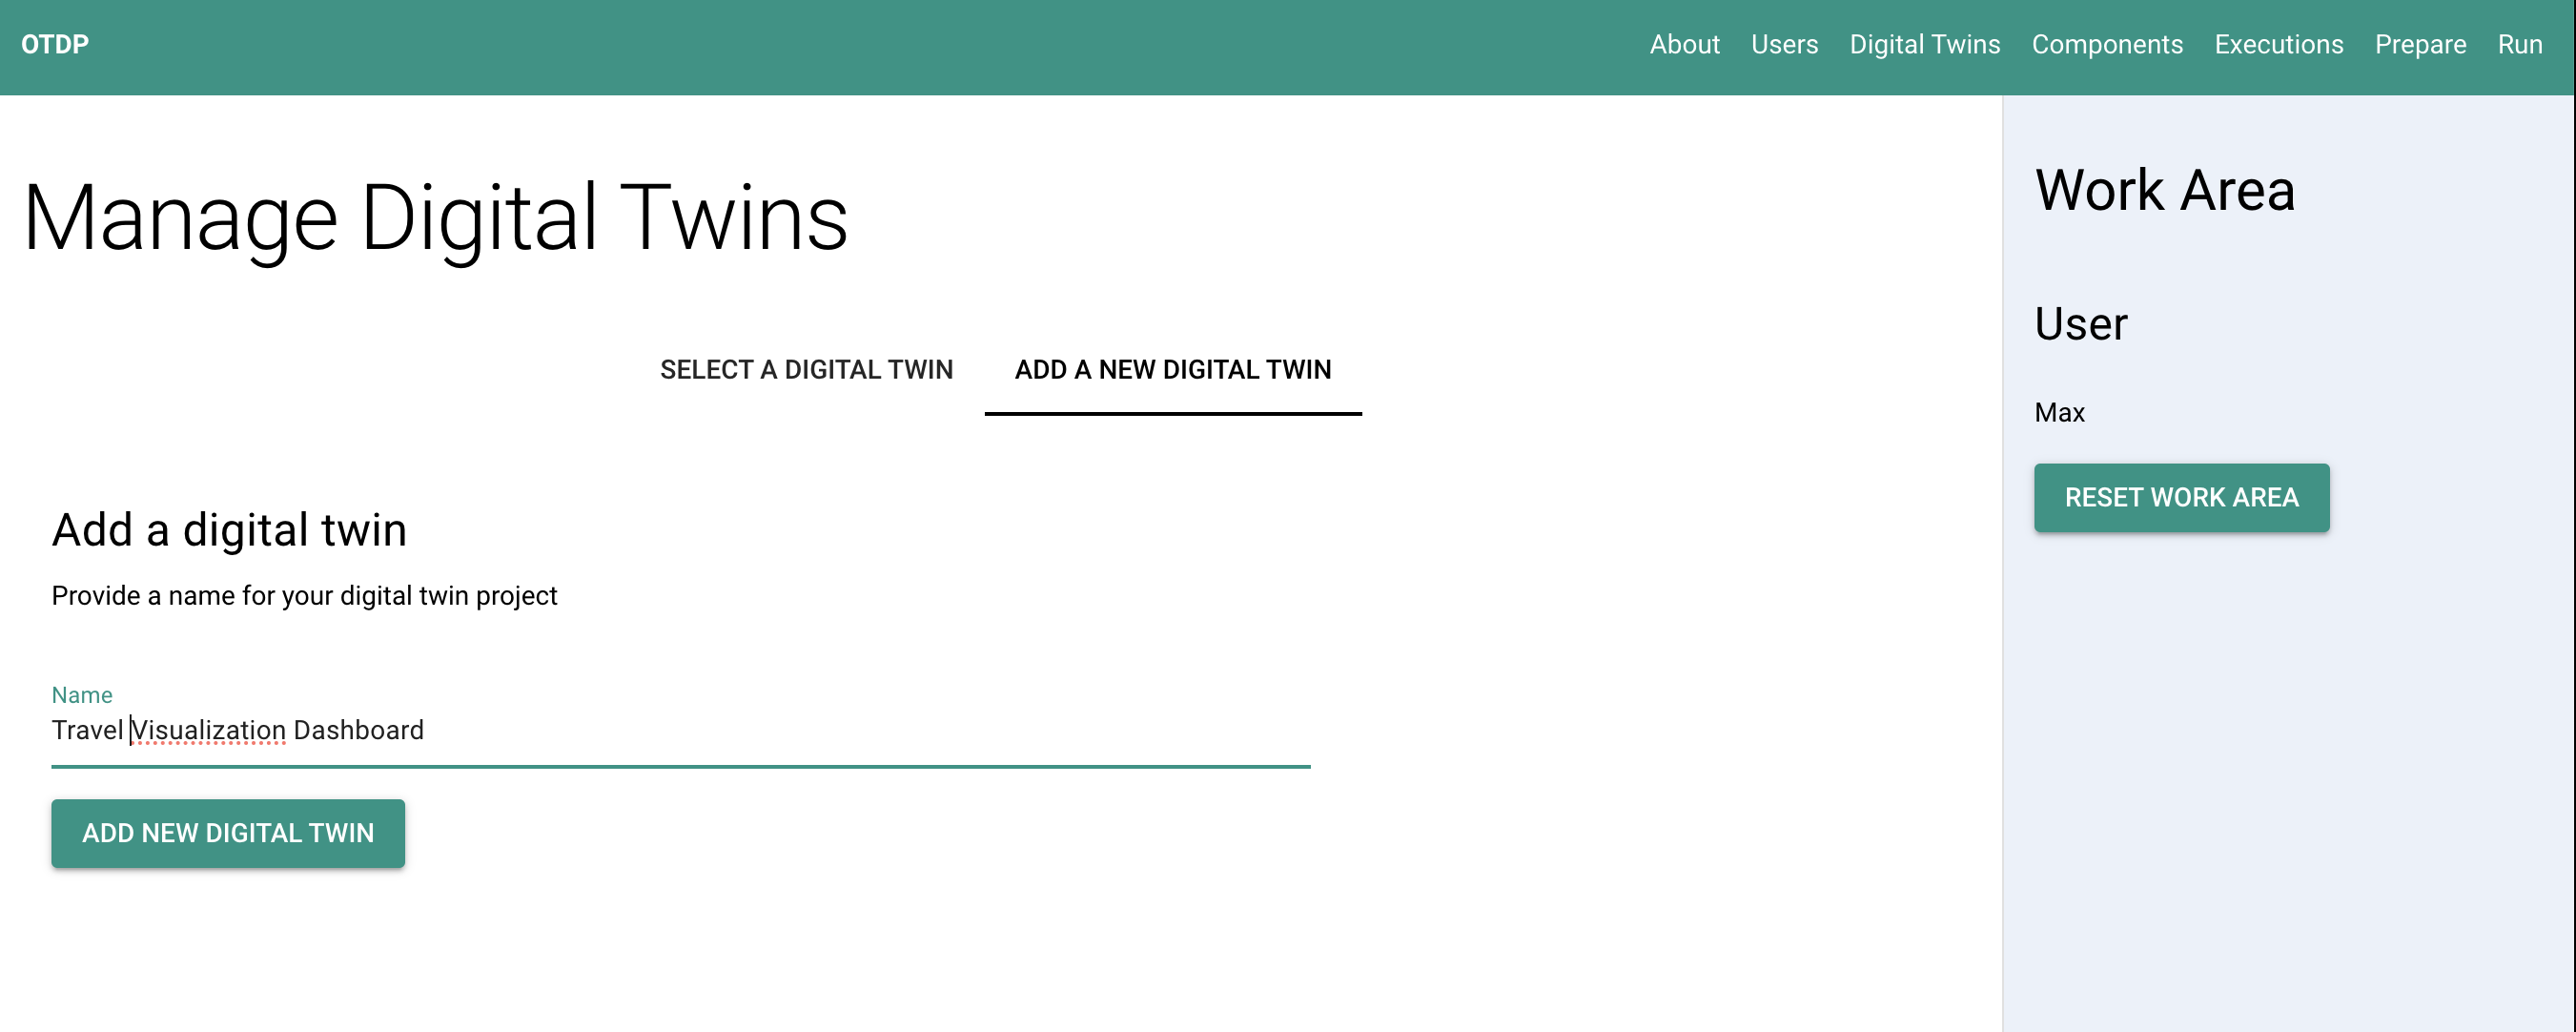 OTDP
About Users Digital Twins Components Executions Prepare Run
Manage Digital Twins
SELECT A DIGITAL TWIN ADD A NEW DIGITAL TWIN
Add a digital twin
Provide a name for your digital twin project
Name
Travel Visualization Dashboard
ADD NEW DIGITAL TWIN
Work Area
User
Max
RESET WORK AREA